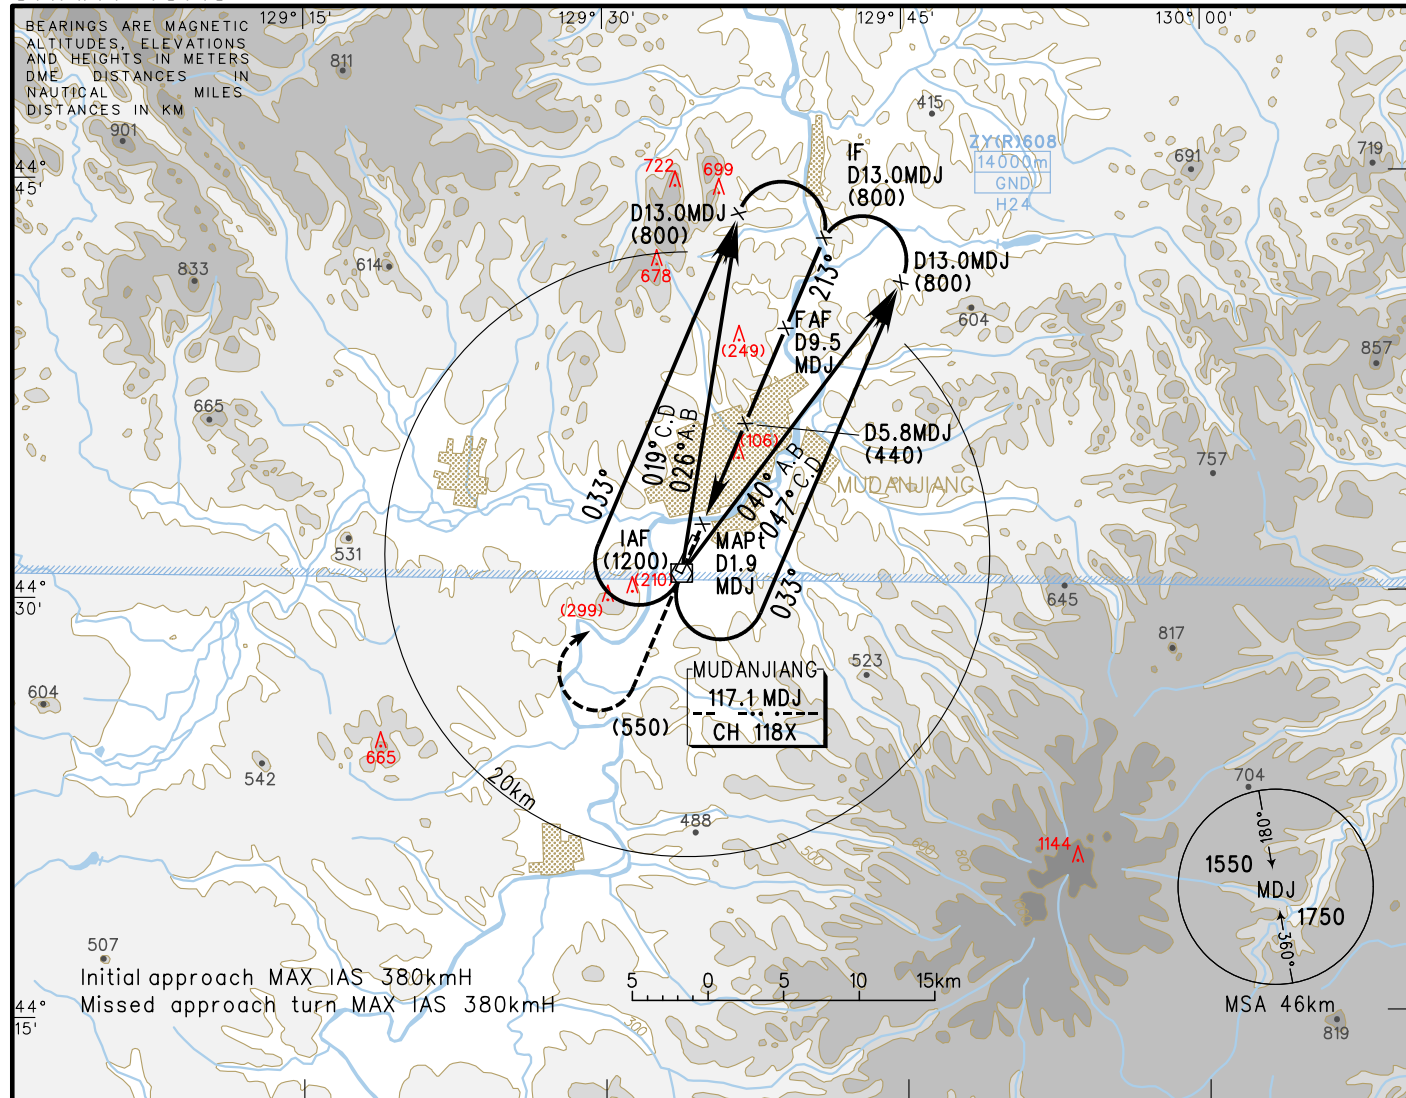 129° 15'
129° 30'
129° 45'
130° 00'
BEARINGS ARE MAGNETIC
ALTITUDES, ELEVATIONS
AND HEIGHTS IN METERS
DME DISTANCES IN
NAUTICAL MILES
DISTANCES IN KM
811
901
415
ZY(R)608
14000m
GND
H24
691
719
44°
45'
722
699
IF
D13.0MDJ
(800)
D13.0MDJ
(800)
678
614
833
213°
D13.0MDJ
(800)
604
FAF
D9.5
MDJ
(249)
857
665
019° C.D
026° A.B
(106)
D5.8MDJ
(440)
757
MUDANJIANG
040° A.B
047° C.D
033°
531
IAF
(1200)
MAPt
D1.9
MDJ
033°
(210)
(299)
44°
30'
645
817
523
604
MUDANJIANG
117.1 MDJ
CH 118X
(550)
665
542
20km
488
500
600
800
704
1144
180°
1550
MDJ
1750
360°
MSA 46km
819
507
Initial approach MAX IAS 380kmH
Missed approach turn MAX IAS 380kmH
5 0 5 10 15km
300
44°
15'